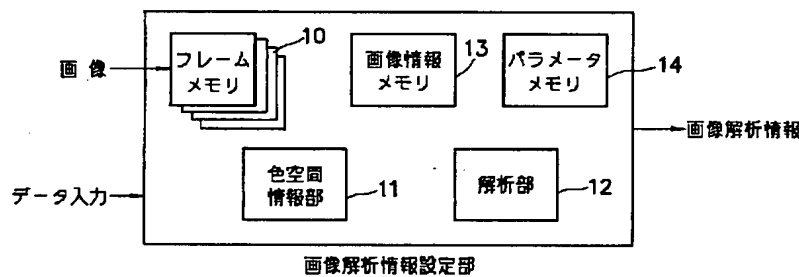 画像
フレーム
メモリ
10
画像情報
メモリ
13
パラメータ
メモリ
14
画像解析情報
データ入力
色空間
情報部
11
解析部
12
画像解析情報設定部